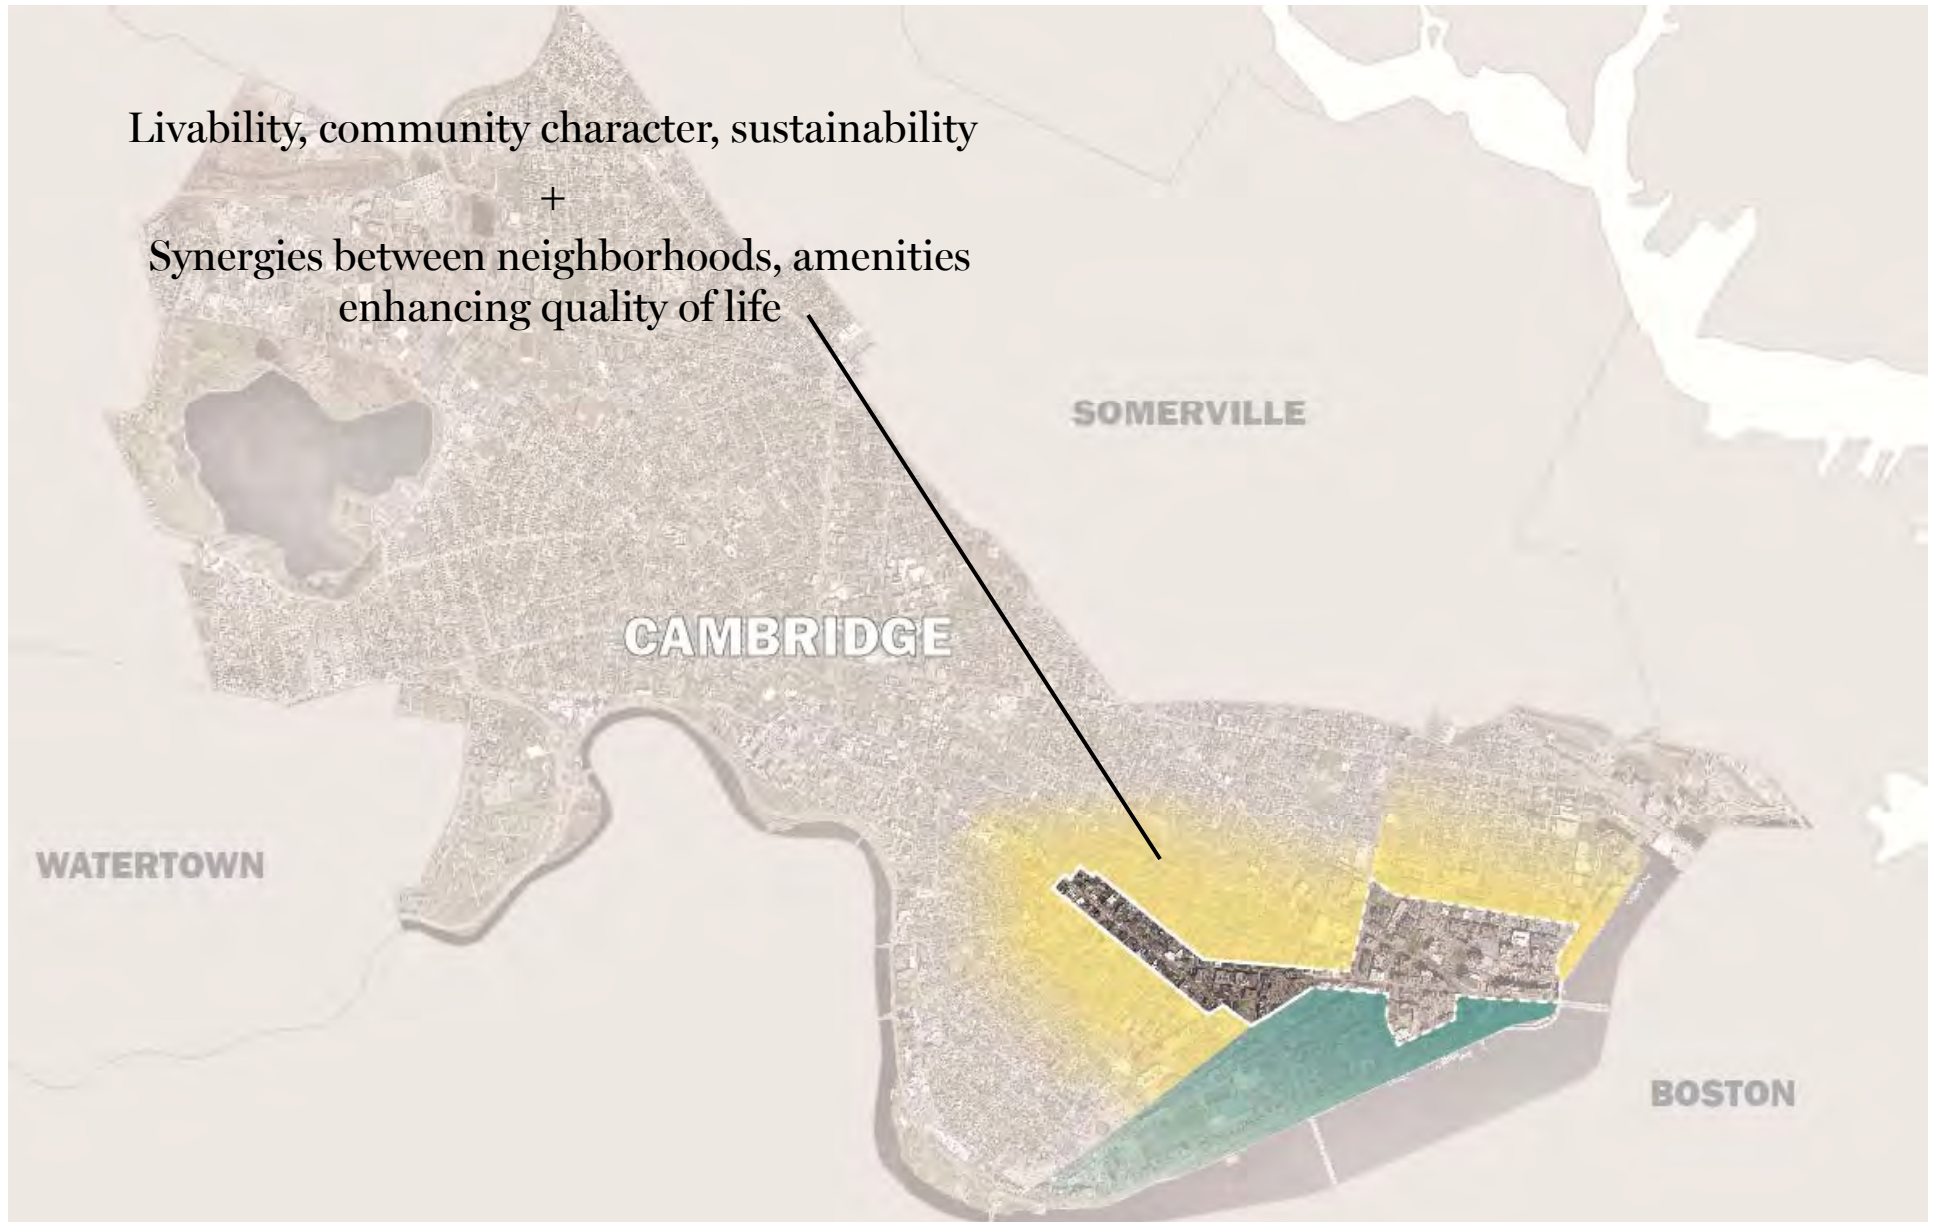 Livability, community character, sustainability
+
Synergies between neighborhoods, amenities
enhancing quality of life
SOMERVILLE
CAMBRIDGE
WATERTOWN
BOSTON